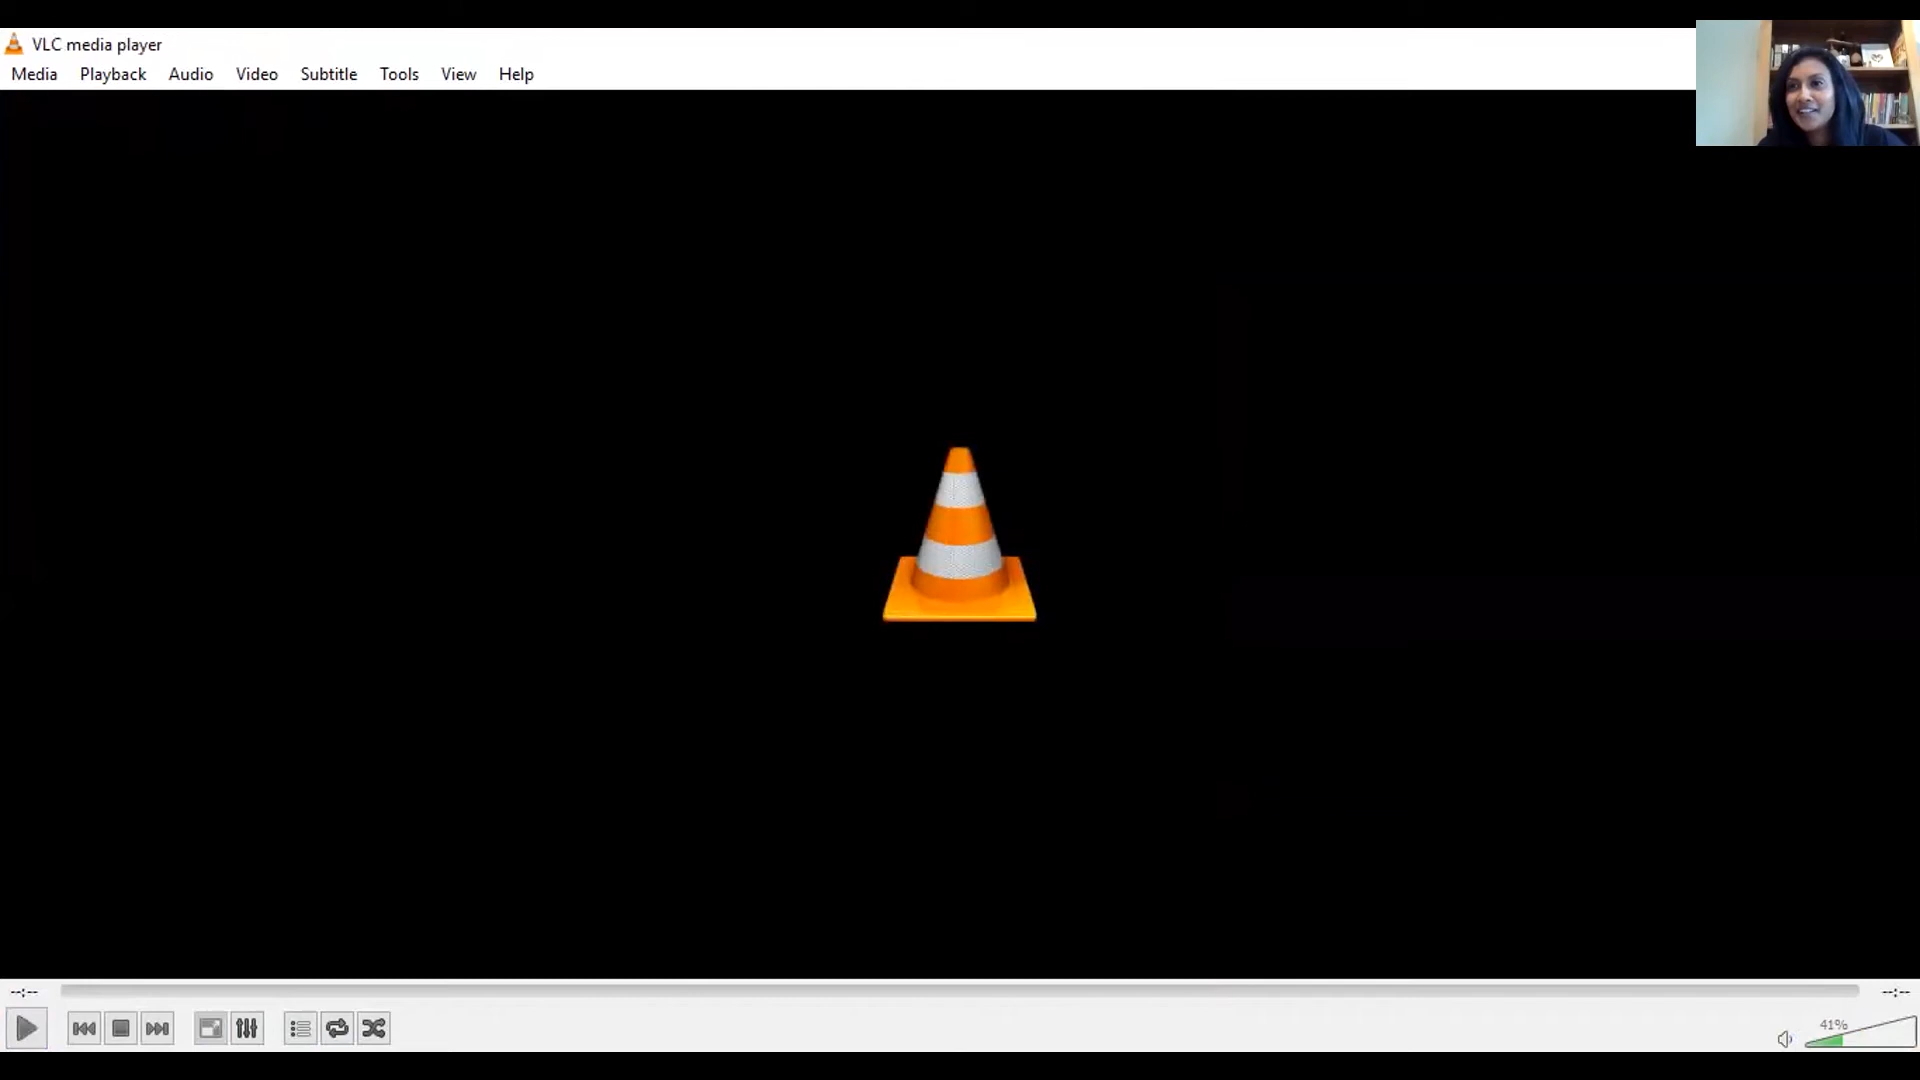 VLC media player
Media Playback Audio Video Subtitle Tools View Help
--:-- --:--
41%